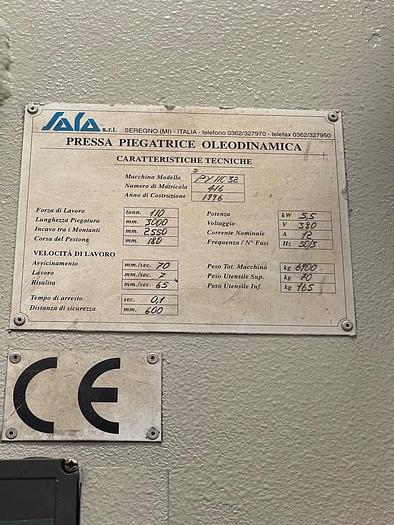 SALA s.r.l. SEREGNO (MI) - ITALIA - telefono 0362/327970 - telefax 0362/327950
PRESSA PIEGATRICE OLEODINAMICA
CARATTERISTICHE TECNICHE
Macchina Modello
Numero di Matricola 416
Anno di Costruzione 1996
Forza di Lavoro tonn. 110
Lunghezza Piegatura mm. 3000
Incavo tra i Montanti mm. 2550
Corsa del Pestone mm. 180
VELOCITÀ DI LAVORO
Avvicinamento mm./sec. 70
Lavoro mm./sec. 7
Risalita mm./sec. 65
Tempo di arresto sec. 0,1
Distanza di sicurezza mm. 600
Potenza kW 5,5
Voltaggio V 380
Corrente Nominale A 12
Frequenza / N° Fasi Hz 50/3
Peso Tot. Macchina kg 6900
Peso Utensile Sup. kg 70
Peso Utensile Inf. kg 165
CE